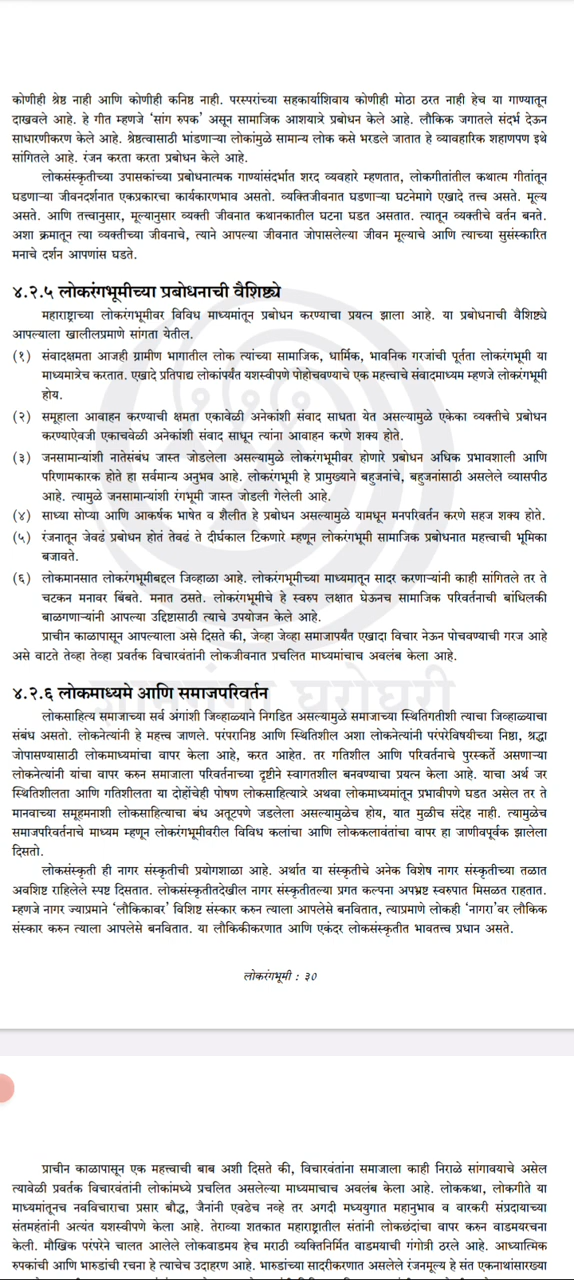 कोणीही श्रेष्ठ नाही आणि कोणीही कनिष्ठ नाही. परस्परांच्या सहकार्याशिवाय कोणीही मोठा ठरत नाही हेच या गाण्यातून
दाखवले आहे. हे गीत म्हणजे ‘सांग रुपक’ असून सामाजिक आशयात्रे प्रबोधन केले आहे. लौकिक जगातले संदर्भ देऊन
साधारणीकरण केले आहे. श्रेष्ठत्वासाठी भांडणाऱ्या लोकांमुळे सामान्य लोक कसे भरडले जातात हे व्यावहारिक शहाणपण इथे
सांगितले आहे. रंजन करता करता प्रबोधन केले आहे.
लोकसंस्कृतीच्या उपासकांच्या प्रबोधनात्मक गाण्यांसंदर्भात शरद व्यवहारे म्हणतात, लोकगीतांतील कथात्म गीतांतून
घडणाऱ्या जीवनदर्शनात एकप्रकारचा कार्यकारणभाव असतो. व्यक्तिजीवनात घडणाऱ्या घटनेमागे एखादे तत्त्व असते. मूल्य
असते. आणि तत्त्वानुसार, मूल्यानुसार व्यक्ती जीवनात कथानकातील घटना घडत असतात. त्यातून व्यक्तीचे वर्तन बनते.
अशा क्रमातून त्या व्यक्तीच्या जीवनाचे, त्याने आपल्या जीवनात जोपासलेल्या जीवन मूल्याचे आणि त्याच्या सुसंस्कारित
मनाचे दर्शन आपणांस घडते.
४.२.५ लोकरंगभूमीच्या प्रबोधनाची वैशिष्ट्ये
महाराष्ट्राच्या लोकरंगभूमीवर विविध माध्यमांतून प्रबोधन करण्याचा प्रयत्न झाला आहे. या प्रबोधनाची वैशिष्ट्ये
आपल्याला खालीलप्रमाणे सांगता येतील.
(१) संवादक्षमता आजही ग्रामीण भागातील लोक त्यांच्या सामाजिक, धार्मिक, भावनिक गरजांची पूर्तता लोकरंगभूमी या
माध्यमात्रेच करतात. एखादे प्रतिपाद्य लोकांपर्यंत यशस्वीपणे पोहोचवण्याचे एक महत्त्वाचे संवादमाध्यम म्हणजे लोकरंगभूमी
होय.
(२) समूहाला आवाहन करण्याची क्षमता एकावेळी अनेकांशी संवाद साधता येत असल्यामुळे एकेका व्यक्तीचे प्रबोधन
करण्याऐवजी एकाचवेळी अनेकांशी संवाद साधून त्यांना आवाहन करणे शक्य होते.
(३) जनसामान्यांशी नातेसंबंध जास्त जोडलेला असल्यामुळे लोकरंगभूमीवर होणारे प्रबोधन अधिक प्रभावशाली आणि
परिणामकारक होते हा सर्वमान्य अनुभव आहे. लोकरंगभूमी हे प्रामुख्याने बहुजनांचे, बहुजनांसाठी असलेले व्यासपीठ
आहे. त्यामुळे जनसामान्यांशी रंगभूमी जास्त जोडली गेलेली आहे.
(४) साध्या सोप्या आणि आकर्षक भाषेत व शैलीत हे प्रबोधन असल्यामुळे यामधून मनपरिवर्तन करणे सहज शक्य होते.
(५) रंजनातून जेवढं प्रबोधन होतं तेवढं ते दीर्घकाल टिकणारे म्हणून लोकरंगभूमी सामाजिक प्रबोधनात महत्त्वाची भूमिका
बजावते.
(६) लोकमानसात लोकरंगभूमीबद्दल जिव्हाळा आहे. लोकरंगभूमीच्या माध्यमातून सादर करणाऱ्यांनी काही सांगितले तर ते
चटकन मनावर बिंबते. मनात ठसते. लोकरंगभूमीचे हे स्वरुप लक्षात घेऊनच सामाजिक परिवर्तनाची बांधिलकी
बाळगणाऱ्यांनी आपल्या उद्दिष्टासाठी त्याचे उपयोजन केले आहे.
प्राचीन काळापासून आपल्याला असे दिसते की, जेव्हा जेव्हा समाजापर्यंत एखादा विचार नेऊन पोचवण्याची गरज आहे
असे वाटते तेव्हा तेव्हा प्रवर्तक विचारवतांनी लोकजीवनात प्रचलित माध्यमांचाच अवलंब केला आहे.
ज्ञानगंगा घरोघरी
४.२.६ लोकमाध्यमे आणि समाजपरिवर्तन
लोकसाहित्य समाजाच्या सर्व अंगांशी जिव्हाळ्याने निगडित असल्यामुळे समाजाच्या स्थितिगतीशी त्याचा जिव्हाळ्याचा
संबंध असतो. लोकनेत्यांनी हे महत्त्व जाणले. परंपरानिष्ठ आणि स्थितिशील अशा लोकनेत्यांनी परंपरेविषयीच्या निष्ठा, श्रद्धा
जोपासण्यासाठी लोकमाध्यमांचा वापर केला आहे, करत आहेत. तर गतिशील आणि परिवर्तनाचे पुरस्कर्ते असणाऱ्या
लोकनेत्यांनी यांचा वापर करुन समाजाला परिवर्तनाच्या दृष्टीने स्वागतशील बनवण्याचा प्रयत्न केला आहे. याचा अर्थ जर
स्थितिशीलता आणि गतिशीलता या दोहोंचेही पोषण लोकसाहित्यात्रे अथवा लोकमाध्यमांतून प्रभावीपणे घडत असेल तर ते
मानवाच्या समूहमनाशी लोकसाहित्याचा बंध अतूटपणे जडलेला असल्यामुळेच होय, यात मुळीच संदेह नाही. त्यामुळेच
समाजपरिवर्तनाचे माध्यम म्हणून लोकरंगभूमीवरील विविध कलांचा आणि लोककलावांतांचा वापर हा जाणीवपूर्वक झालेला
दिसतो.
लोकसंस्कृती ही नागर संस्कृतीची प्रयोगशाळा आहे. अर्थात या संस्कृतीचे अनेक विशेष नागर संस्कृतीच्या तळात
अवशिष्ट राहिलेले स्पष्ट दिसतात. लोकसंस्कृतीतदेखील नागर संस्कृतीतल्या प्रगत कल्पना अपभ्रष्ट स्वरुपात मिसळत राहतात.
म्हणजे नागर ज्याप्रमाने ‘लौकिकावर’ विशिष्ट संस्कार करुन त्याला आपलेसे बनवितात, त्याप्रमाणे लोकही ‘नागरा’वर लौकिक
संस्कार करुन त्याला आपलेसे बनवितात. या लौकिकीकरणात आणि एकंदर लोकसंस्कृतीत भावतत्त्व प्रधान असते.
लोकरंगभूमी : ३०
प्राचीन काळापासून एक महत्त्वाची बाब अशी दिसते की, विचारवंतांना समाजाला काही निराळे सांगावयाचे असेल
त्यावेळी प्रवर्तक विचारवतांनी लोकांमध्ये प्रचलित असलेल्या माध्यमाचाच अवलंब केला आहे. लोककथा, लोकगीते या
माध्यमांतूनच नवविचाराचा प्रसार बौद्ध, जैनांनी एवढेच नव्हे तर अगदी मध्ययुगात महानुभाव व वारकरी संप्रदायाच्या
संतमहंतांनी अत्यंत यशस्वीपणे केला आहे. तेराव्या शतकात महाराष्ट्रातील संतांनी लोकछंदांचा वापर करुन वाडमयरचना
केली. मौखिक परंपरेने चालत आलेले लोकवाडमय हेच मराठी व्यक्तिनिर्मित वाडमयाची गंगोत्री ठरले आहे. आध्यात्मिक
रुपकांची आणि भारुडांची रचना हे त्याचेच उदाहरण आहे. भारुडांच्या सादरीकरणात असलेले रंजनमूल्य हे संत एकनाथांसारख्या